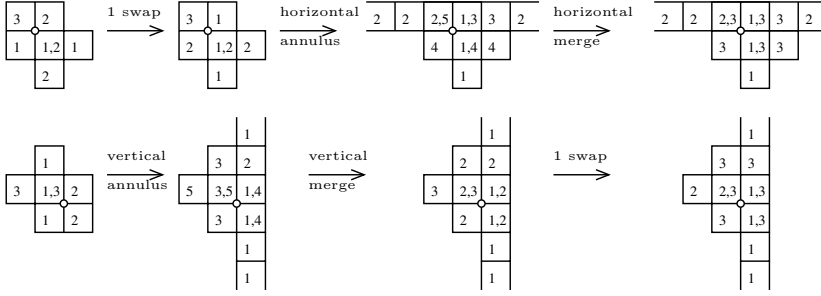 3 2 1 swap 3 1 horizontal 2 2 2,5 1,3 2 2 horizontal 2 2 2,3 1,3 3 2
1 1,2 1 2 1,2 2 annulus 4 1,4 3 merge 3 1,3 3
2 1 1 1
1 1 1
1 vertical 3 2 vertical 2 2 1 swap 3 3
3 1,3 2 annulus 5 3,5 1,4 merge 3 2,3 1,2 2 2,3 1,3
1 2 3 1,4 2 1,2 3 1,3
1 1 1
1 1 1